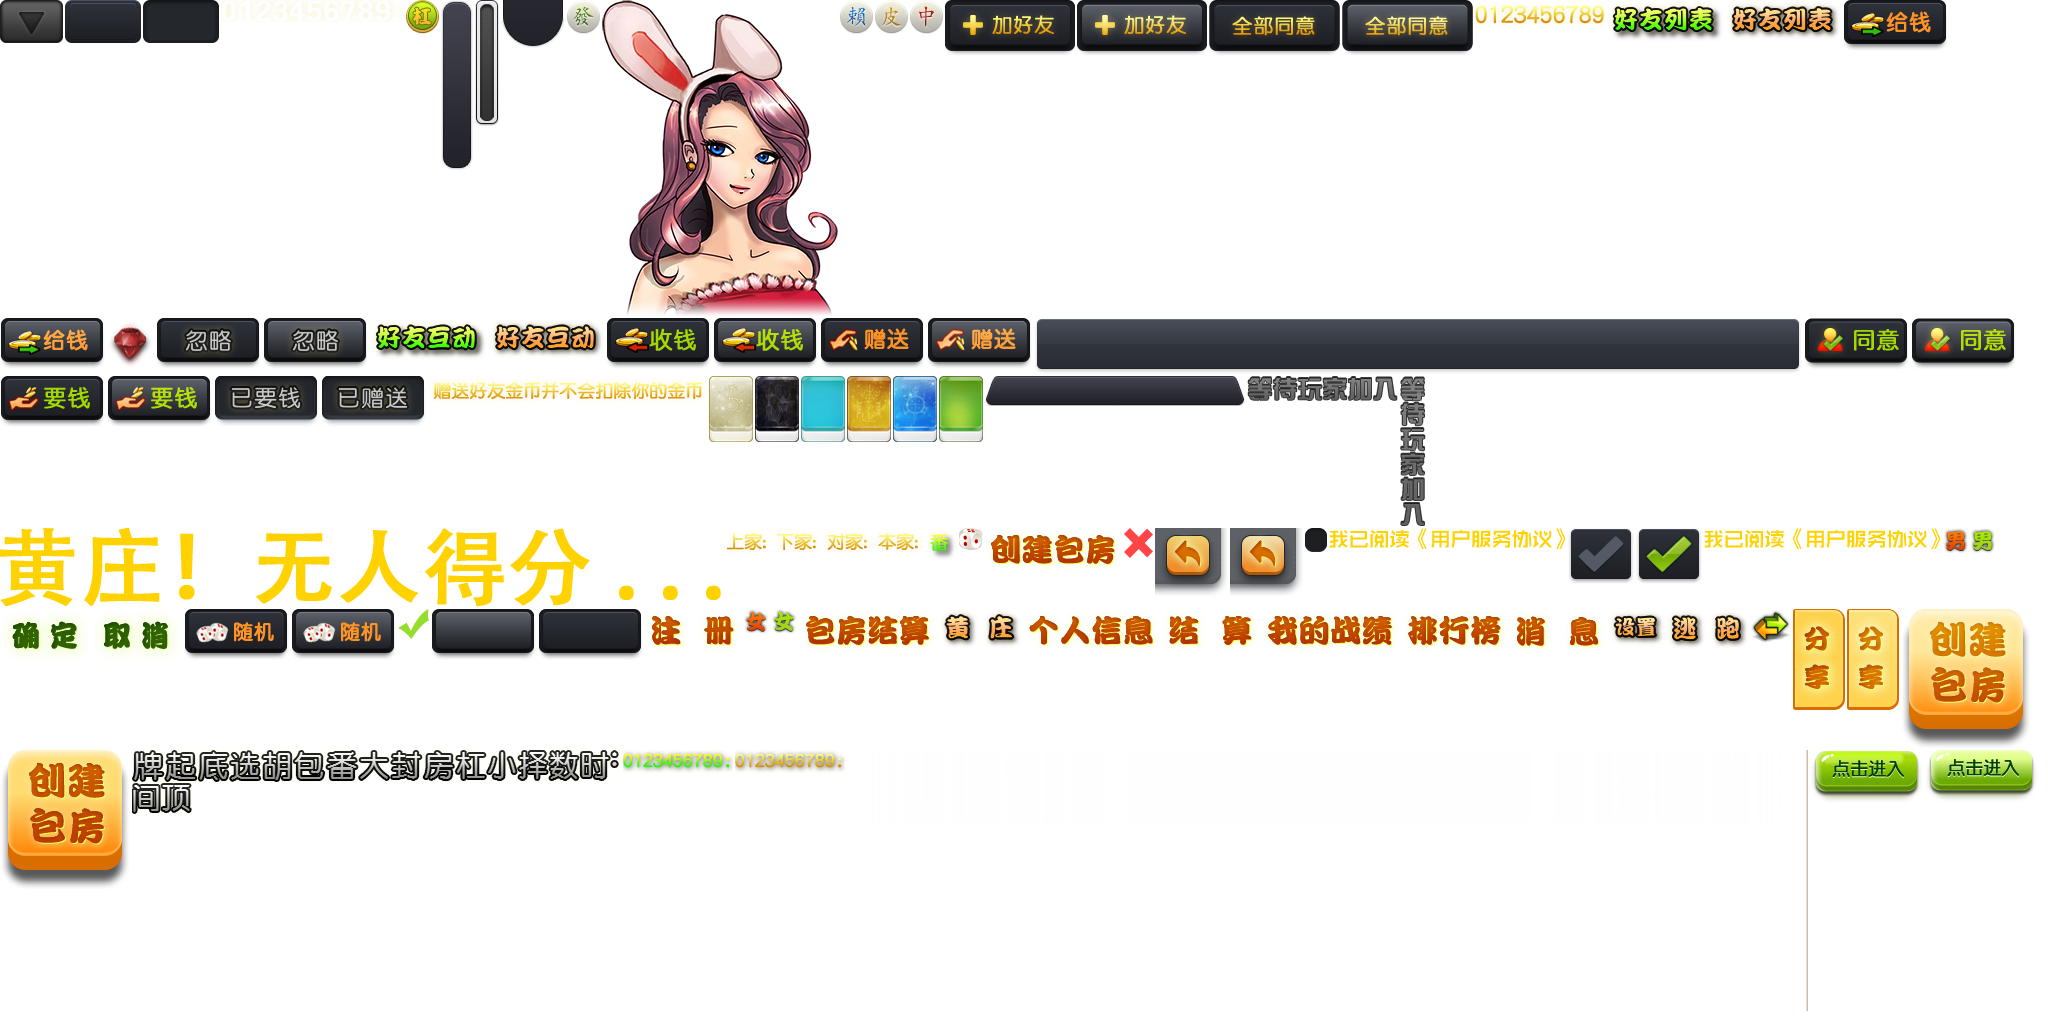 0123456789
杠
發
賴
皮
中
加好友
加好友
全部同意
全部同意
0123456789
好友列表
好友列表
给钱
给钱
忽略
忽略
好友互动
好友互动
收钱
收钱
赠送
赠送
同意
同意
要钱
要钱
已要钱
已赠送
赠送好友金币并不会扣除你的金币
等待玩家加入
等待玩家加入
黄庄！无人得分...
上家:
下家:
对家:
本家:
番
创建包房
我已阅读《用户服务协议》
我已阅读《用户服务协议》
男
男
确定
取消
随机
随机
注册
女
女
包房结算
黄庄
个人信息
结算
我的战绩
排行榜
消息
设置
逃跑
分享
分享
创建
包房
创建
包房
牌起底选胡包番大封房杠小择数时:
间顶
0123456789:
0123456789:
点击进入
点击进入